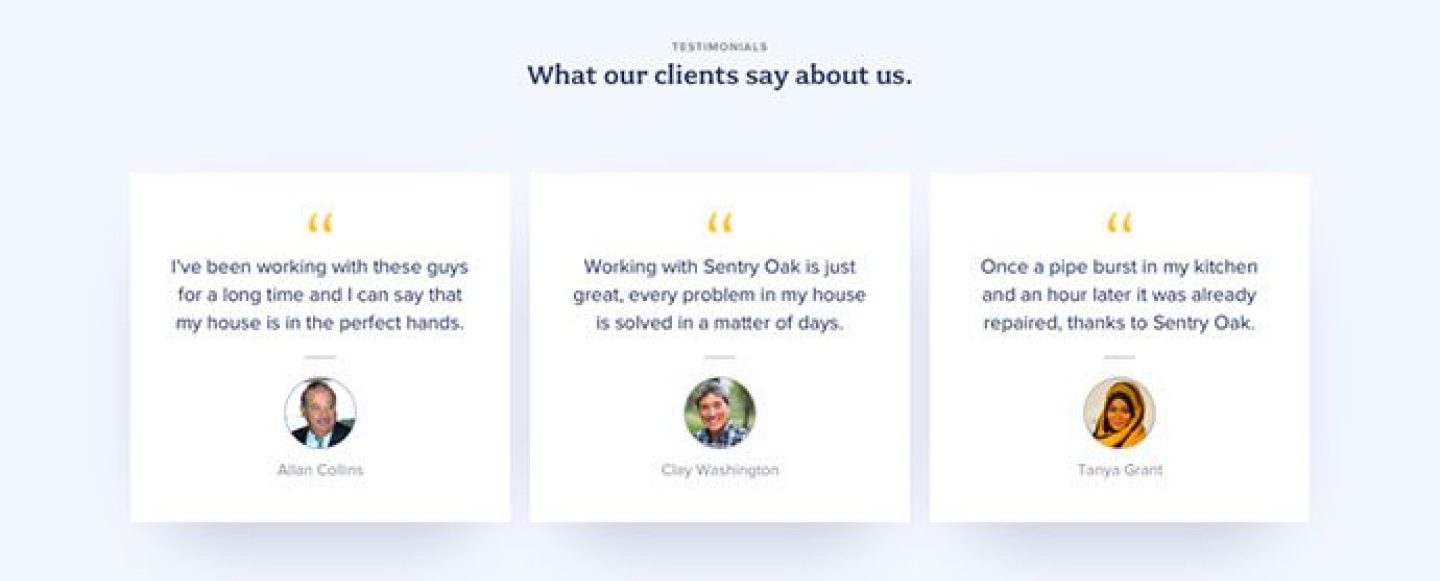 TESTIMONIALS
What our clients say about us.
“
I've been working with these guys
for a long time and I can say that
my house is in the perfect hands.
Allan Collins
“
Working with Sentry Oak is just
great, every problem in my house
is solved in a matter of days.
Clay Washington
“
Once a pipe burst in my kitchen
and an hour later it was already
repaired, thanks to Sentry Oak.
Tanya Grant